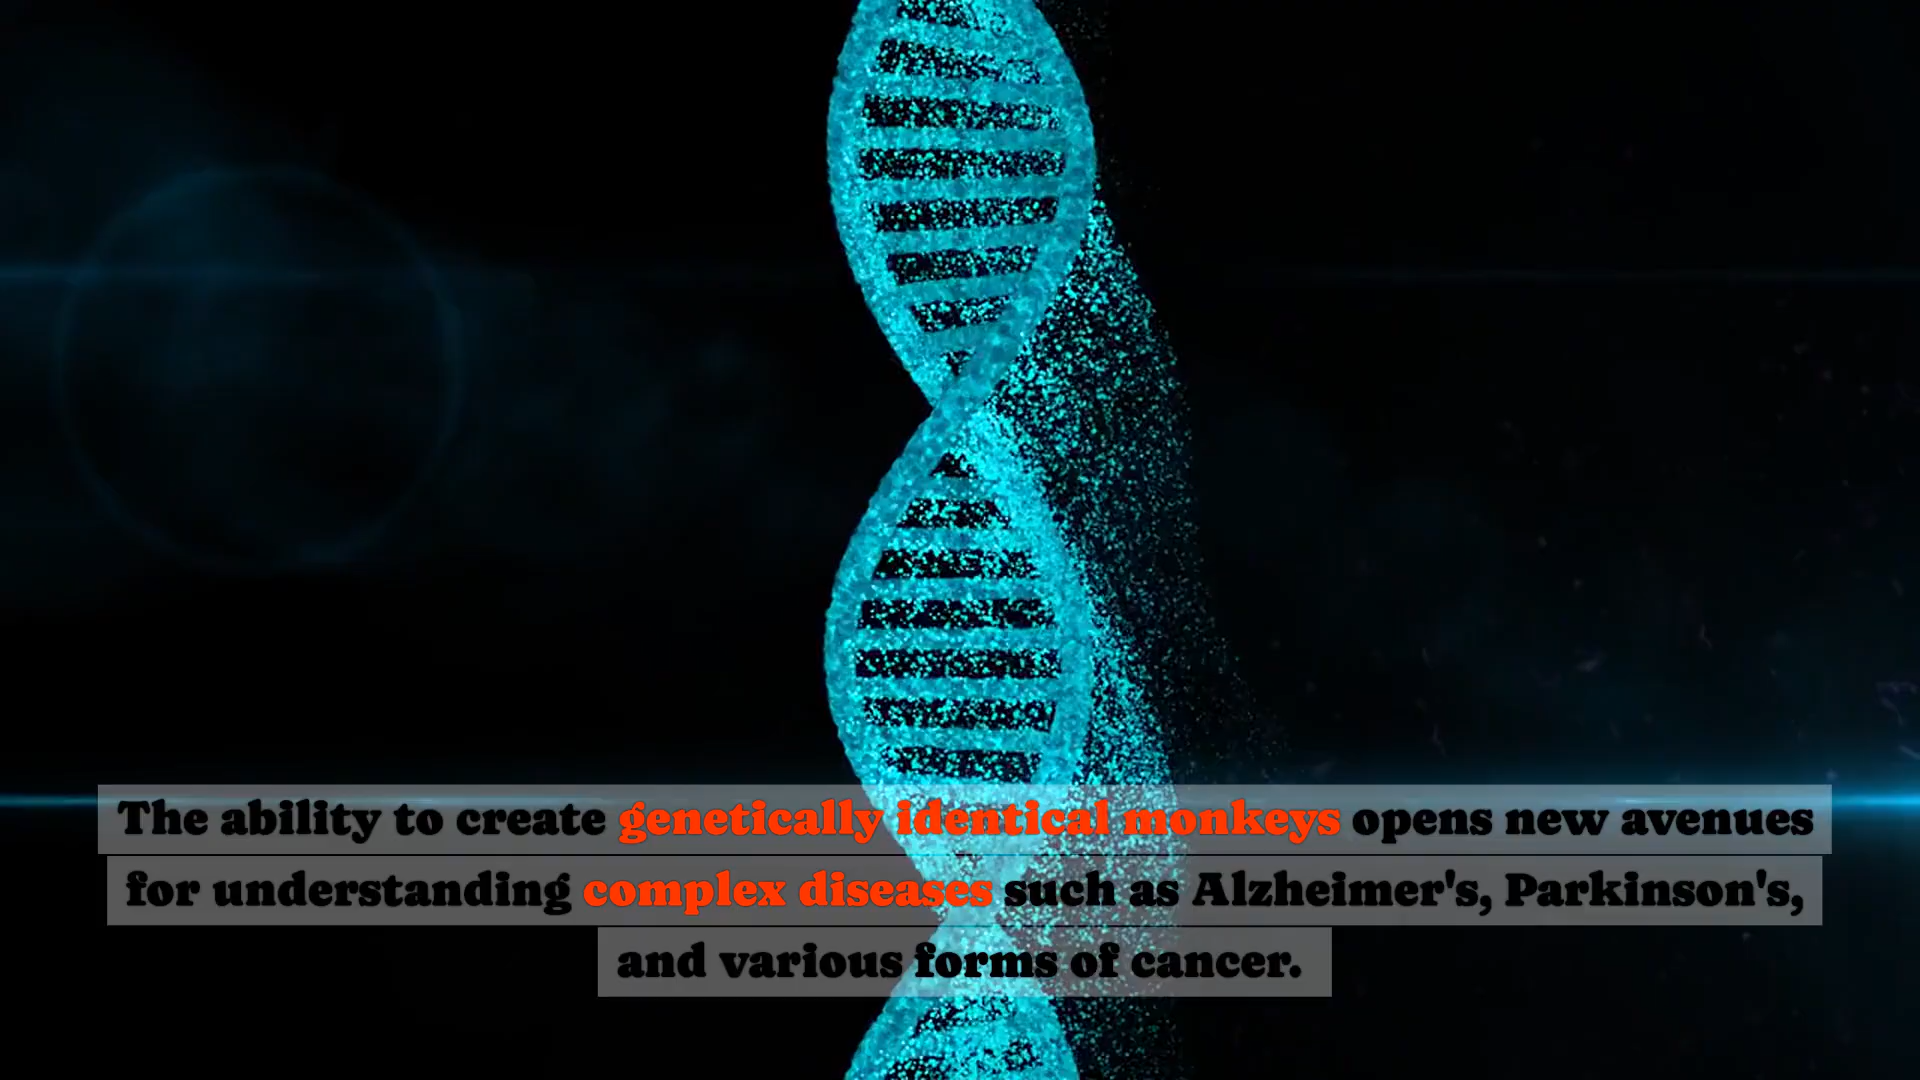 The ability to create genetically identical monkeys opens new avenues
for understanding complex diseases such as Alzheimer's, Parkinson's,
and various forms of cancer.